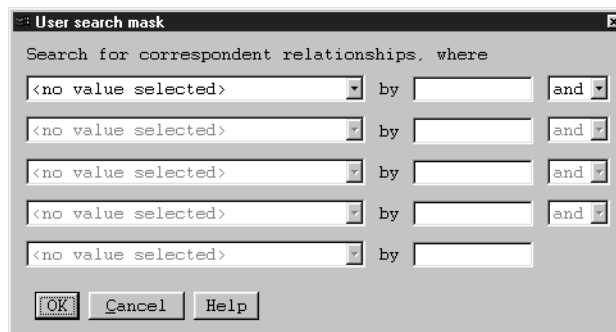 User search mask
Search for correspondent relationships, where
<no value selected> by and
<no value selected> by and
<no value selected> by and
<no value selected> by and
<no value selected> by
OK Cancel Help